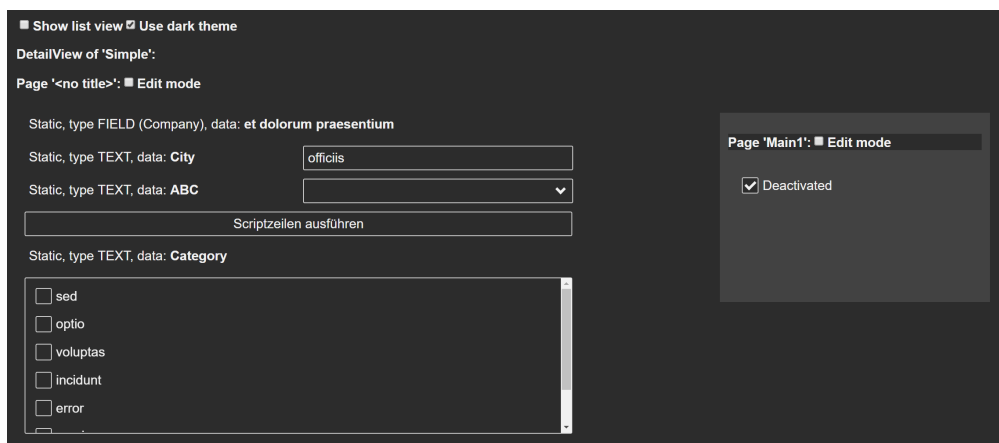 Show list view Use dark theme
DetailView of 'Simple':
Page '<no title>': Edit mode
Static, type FIELD (Company), data: et dolorum praesentium
Static, type TEXT, data: City officiis
Static, type TEXT, data: ABC
Scriptzeilen ausführen
Static, type TEXT, data: Category
sed
optio
voluptas
incidunt
error
Page 'Main1': Edit mode
Deactivated